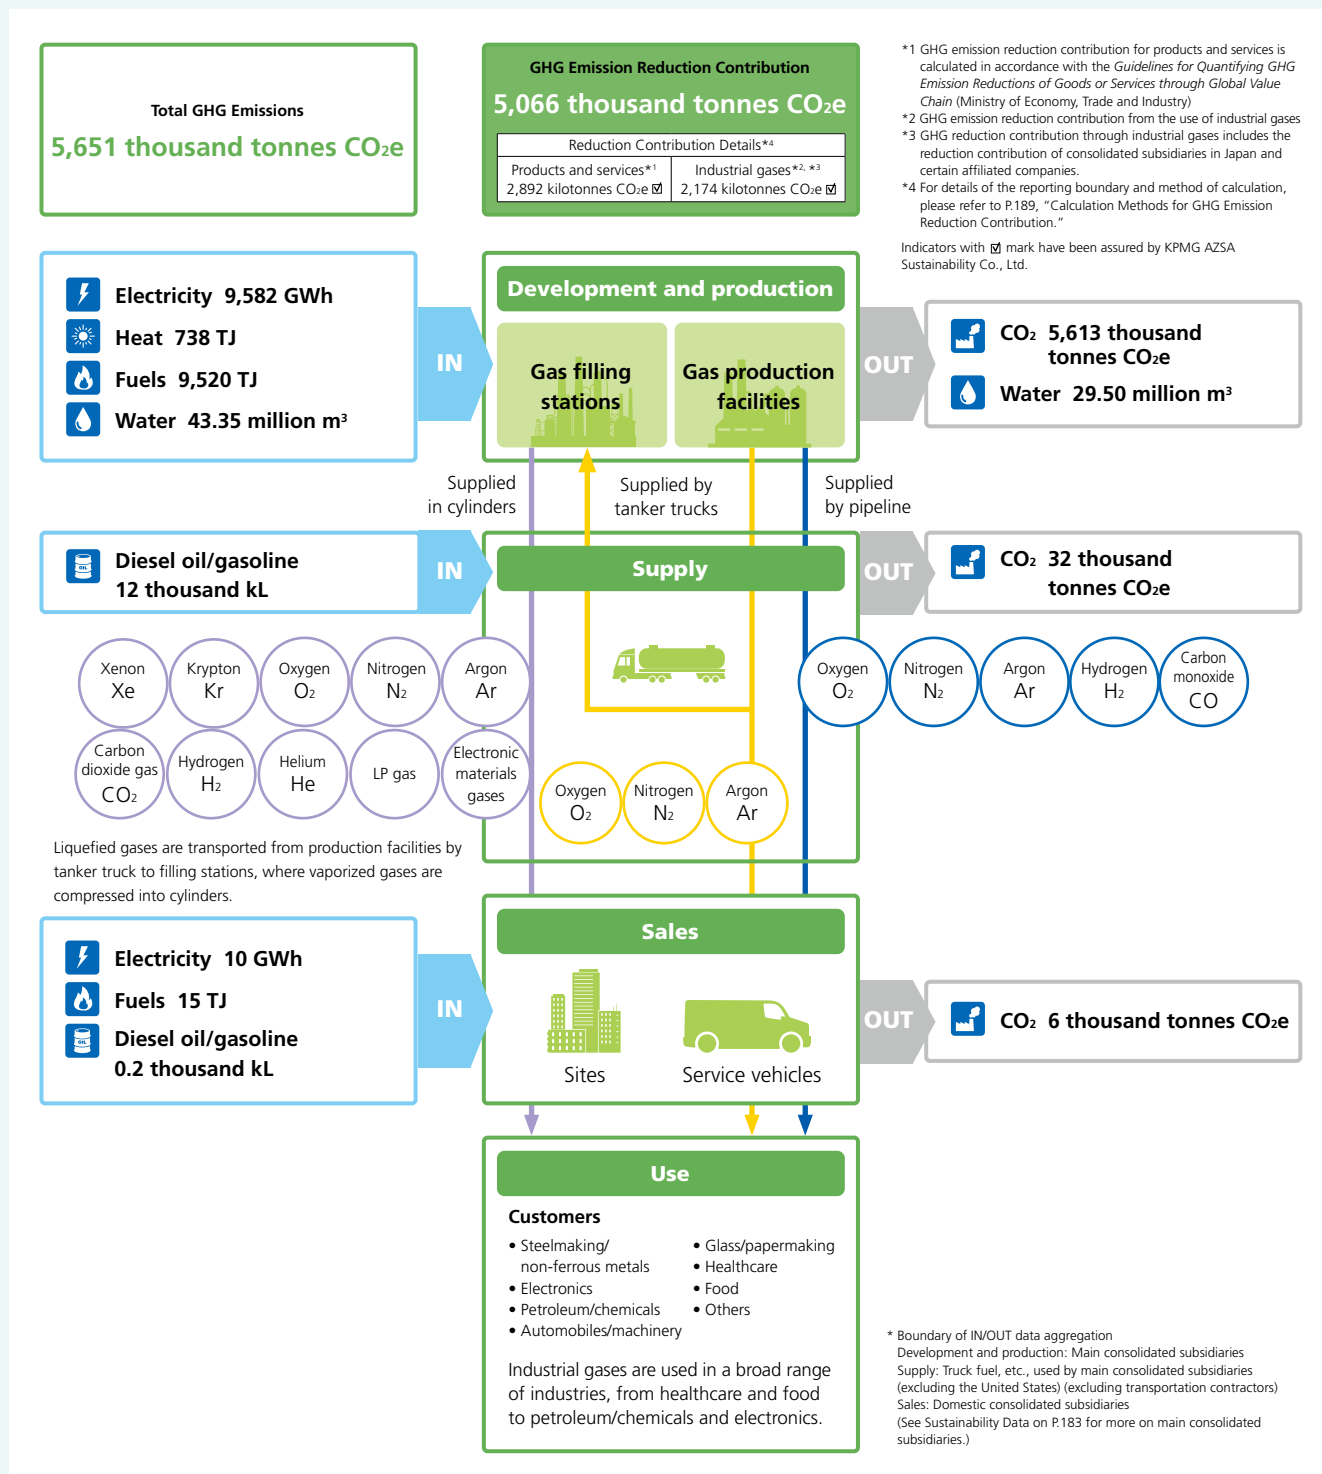 Total GHG Emissions
5,651 thousand tonnes CO₂e
GHG Emission Reduction Contribution
5,066 thousand tonnes CO₂e
Reduction Contribution Details*4
Products and services*1
2,892 kilotonnes CO₂e ☑
Industrial gases*2, *3
2,174 kilotonnes CO₂e ☑
*1 GHG emission reduction contribution for products and services is
calculated in accordance with the Guidelines for Quantifying GHG
Emission Reductions of Goods or Services through Global Value
Chain (Ministry of Economy, Trade and Industry)
*2 GHG emission reduction contribution from the use of industrial gases
*3 GHG reduction contribution through industrial gases includes the
reduction contribution of consolidated subsidiaries in Japan and
certain affiliated companies.
*4 For details of the reporting boundary and method of calculation,
please refer to P.189, “Calculation Methods for GHG Emission
Reduction Contribution.”
Indicators with ☑ mark have been assured by KPMG AZSA
Sustainability Co., Ltd.
Electricity 9,582 GWh
Heat 738 TJ
Fuels 9,520 TJ
Water 43.35 million m³
IN
Development and production
Gas filling
stations
Gas production
facilities
OUT
CO₂ 5,613 thousand
tonnes CO₂e
Water 29.50 million m³
Supplied
in cylinders
Supplied by
tanker trucks
Supplied
by pipeline
OIL
Diesel oil/gasoline
12 thousand kL
IN
Supply
OUT
CO₂ 32 thousand
tonnes CO₂e
Xenon
Xe
Krypton
Kr
Oxygen
O₂
Nitrogen
N₂
Argon
Ar
Oxygen
O₂
Nitrogen
N₂
Argon
Ar
Hydrogen
H₂
Carbon
monoxide
CO
Carbon
dioxide gas
CO₂
Hydrogen
H₂
Helium
He
LP gas
Electronic
materials
gases
Oxygen
O₂
Nitrogen
N₂
Argon
Ar
Liquefied gases are transported from production facilities by
tanker truck to filling stations, where vaporized gases are
compressed into cylinders.
Electricity 10 GWh
Fuels 15 TJ
OIL
Diesel oil/gasoline
0.2 thousand kL
IN
Sales
Sites
Service vehicles
OUT
CO₂ 6 thousand tonnes CO₂e
Use
Customers
• Steelmaking/
non-ferrous metals
• Electronics
• Petroleum/chemicals
• Automobiles/machinery
• Glass/papermaking
• Healthcare
• Food
• Others
Industrial gases are used in a broad range
of industries, from healthcare and food
to petroleum/chemicals and electronics.
* Boundary of IN/OUT data aggregation
Development and production: Main consolidated subsidiaries
Supply: Truck fuel, etc., used by main consolidated subsidiaries
(excluding the United States) (excluding transportation contractors)
Sales: Domestic consolidated subsidiaries
(See Sustainability Data on P.183 for more on main consolidated
subsidiaries.)